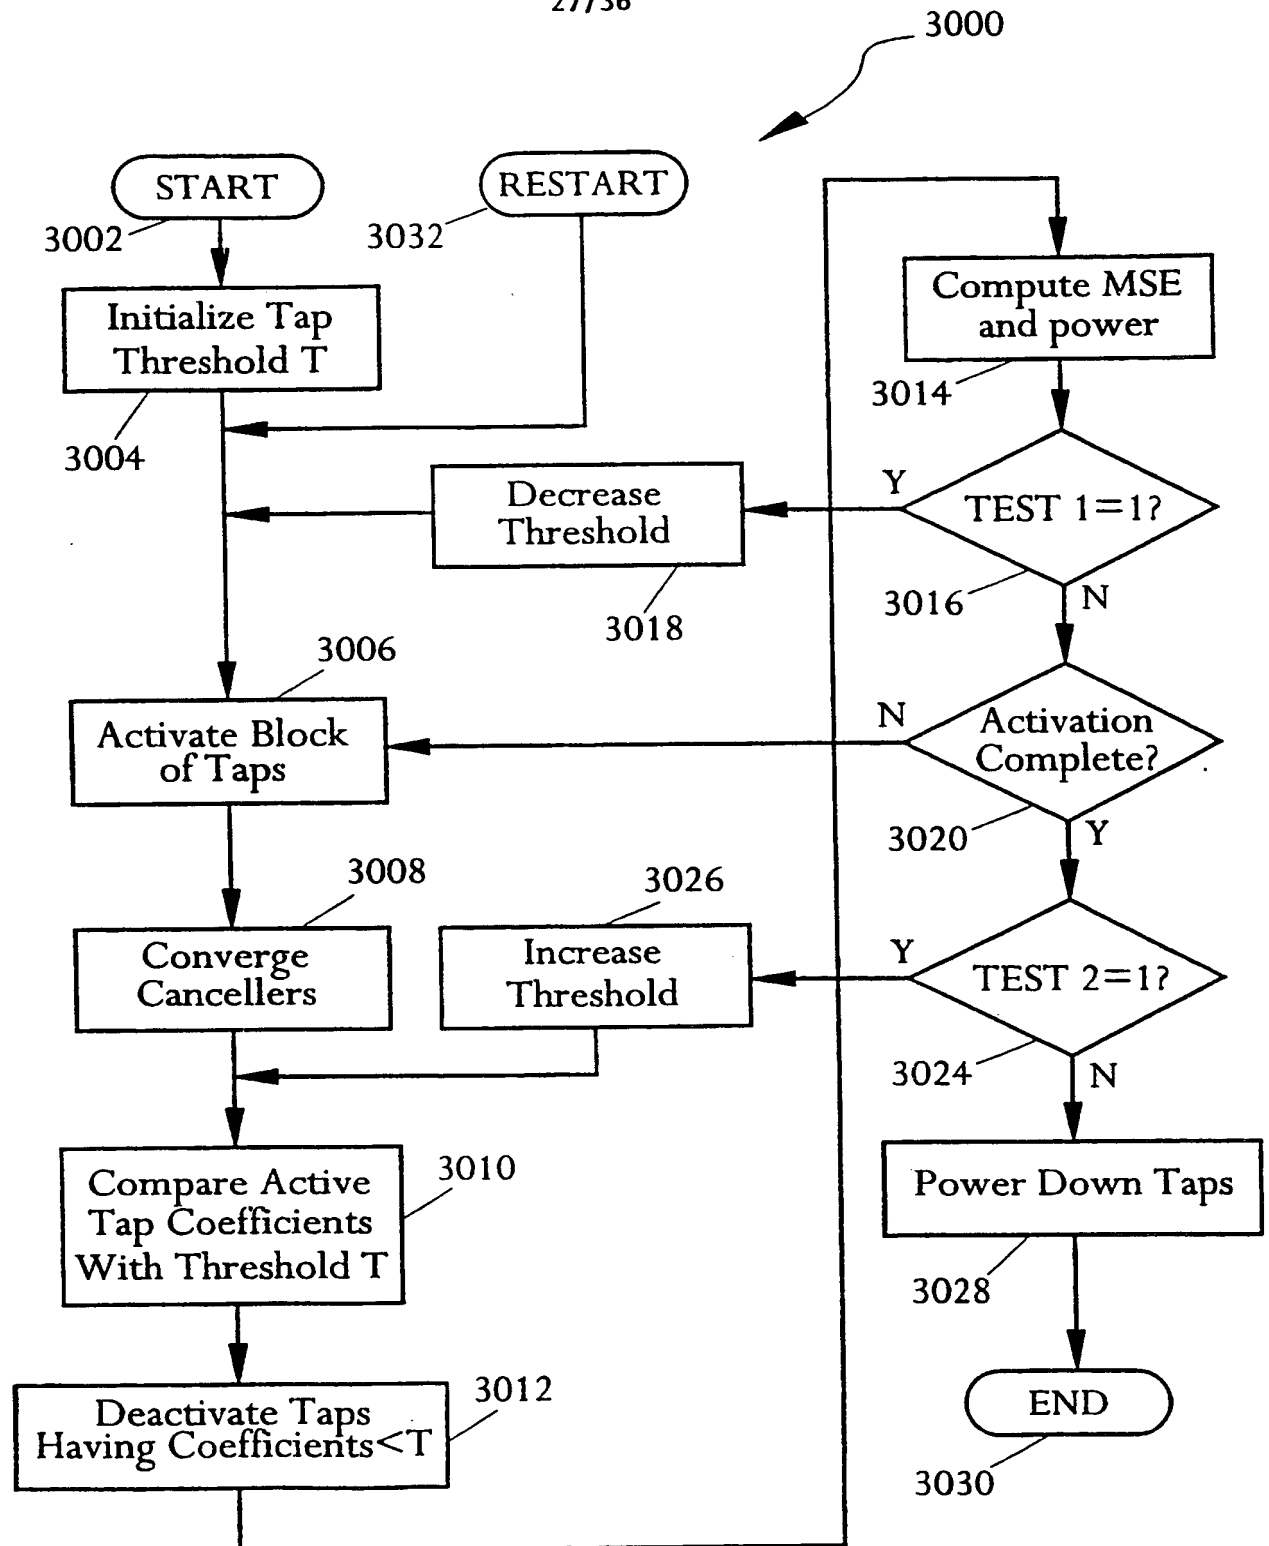 27/36
3000
START
3002
RESTART
3032
Initialize Tap
Threshold T
3004
Compute MSE
and power
3014
Decrease
Threshold
3018
Y
TEST 1=1?
3016
N
3006
Activate Block
of Taps
N
Activation
Complete?
3020
Y
3008
Converge
Cancellers
3026
Increase
Threshold
Y
TEST 2=1?
3024
N
3010
Compare Active
Tap Coefficients
With Threshold T
Power Down Taps
3028
3012
Deactivate Taps
Having Coefficients<T
END
3030